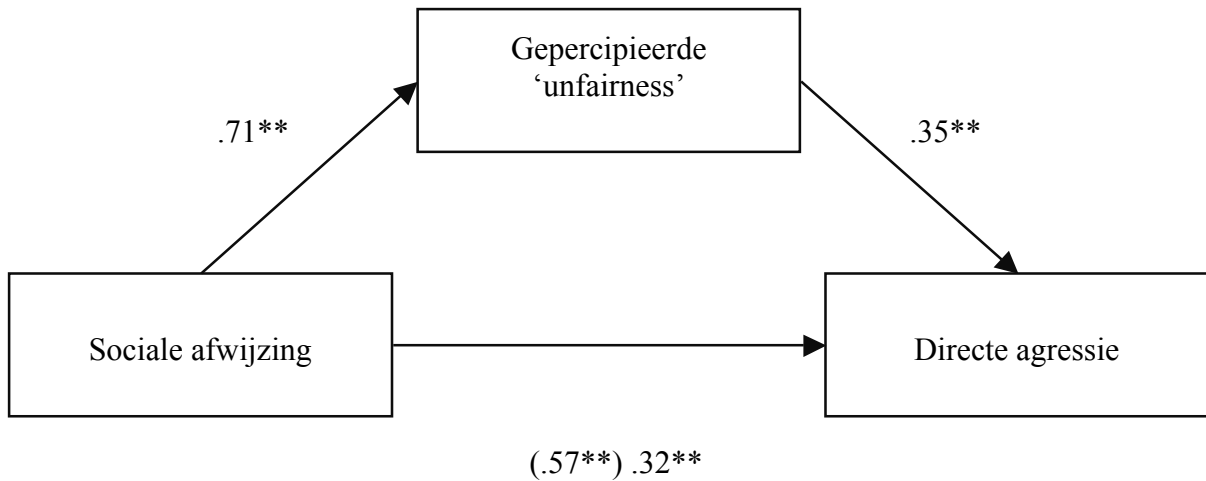 Gepercipieerde
‘unfairness’
.71**
.35**
Sociale afwijzing
Directe agressie
(.57**) .32**